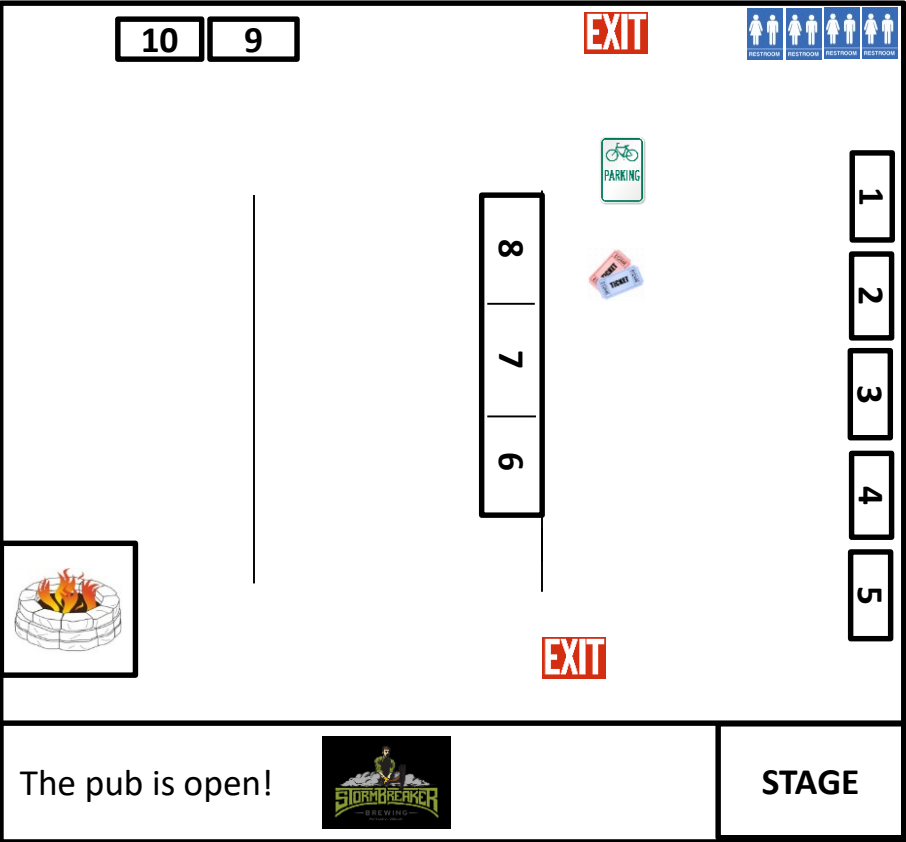 10 9
EXIT
RESTROOM RESTROOM RESTROOM RESTROOM
PARKING
1
8
TICKET
TICKET
2
7
3
6
4
5
EXIT
The pub is open!
STORMBREAKER
BREWING
STAGE